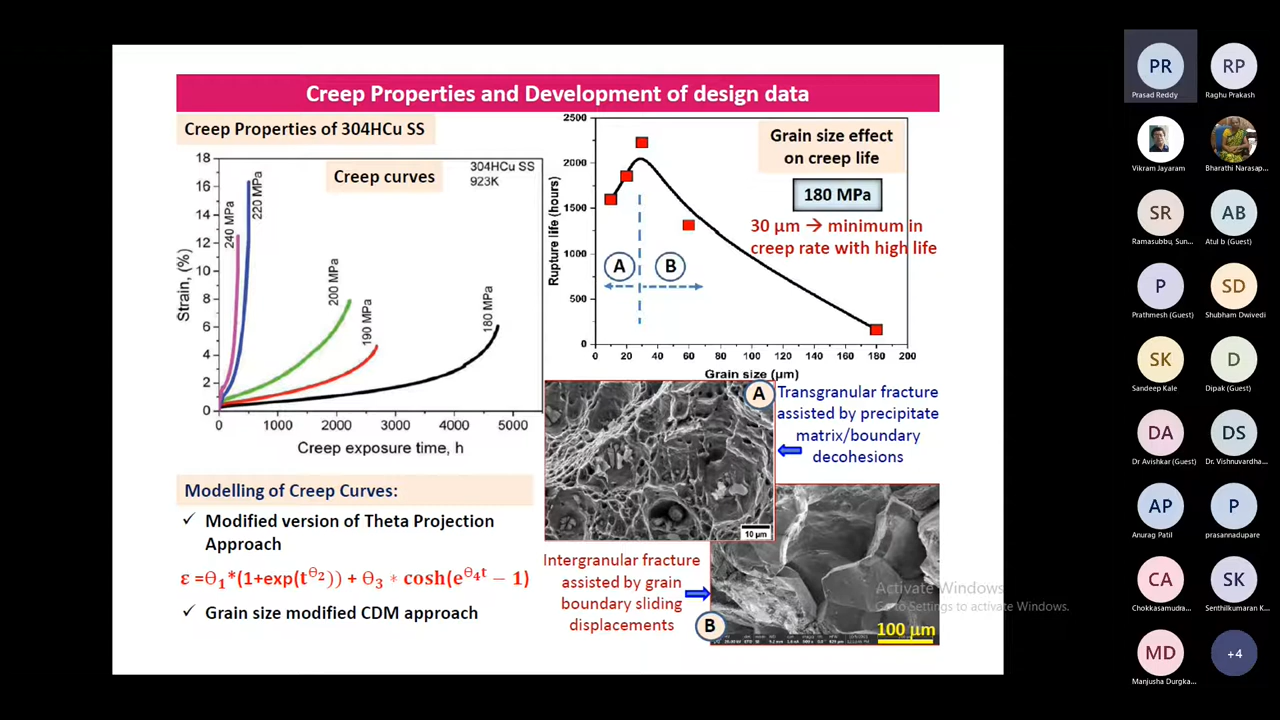 Creep Properties and Development of design data
Creep Properties of 304HCu SS
Creep curves
304HCu SS
923K
240 MPa
220 MPa
200 MPa
190 MPa
180 MPa
Strain, (%)
18
16
14
12
10
8
6
4
2
0
0 1000 2000 3000 4000 5000
Creep exposure time, h
Grain size effect
on creep life
180 MPa
30 μm → minimum in
creep rate with high life
A
B
Rupture life (hours)
2500
2000
1500
1000
500
0
0 20 40 60 80 100 120 140 160 180 200
Grain size (μm)
Modelling of Creep Curves:
✓ Modified version of Theta Projection
Approach
ε =Θ₁*(1+exp(t^Θ₂)) + Θ₃ * cosh(e^Θ₄t − 1)
✓ Grain size modified CDM approach
A
10 μm
Transgranular fracture
assisted by precipitate
matrix/boundary
decohesions
Intergranular fracture
assisted by grain
boundary sliding
displacements
B
100 μm
Activate Windows
Go to Settings to activate Windows.
PR
Prasad Reddy
RP
Raghu Prakash
Vikram Jayaram
Bharathi Narasap...
SR
Ramasubbu, Sun...
AB
Atul b (Guest)
P
Prathmesh (Guest)
SD
Shubham Dwivedi
SK
Sandeep Kale
D
Dipak (Guest)
DA
Dr Avishkar (Guest)
DS
Dr. Vishnuvardha...
AP
Anurag Patil
P
prasannadupare
CA
Chokkasamudra...
SK
Senthilkumaran K...
MD
Manjusha Durgka...
+4